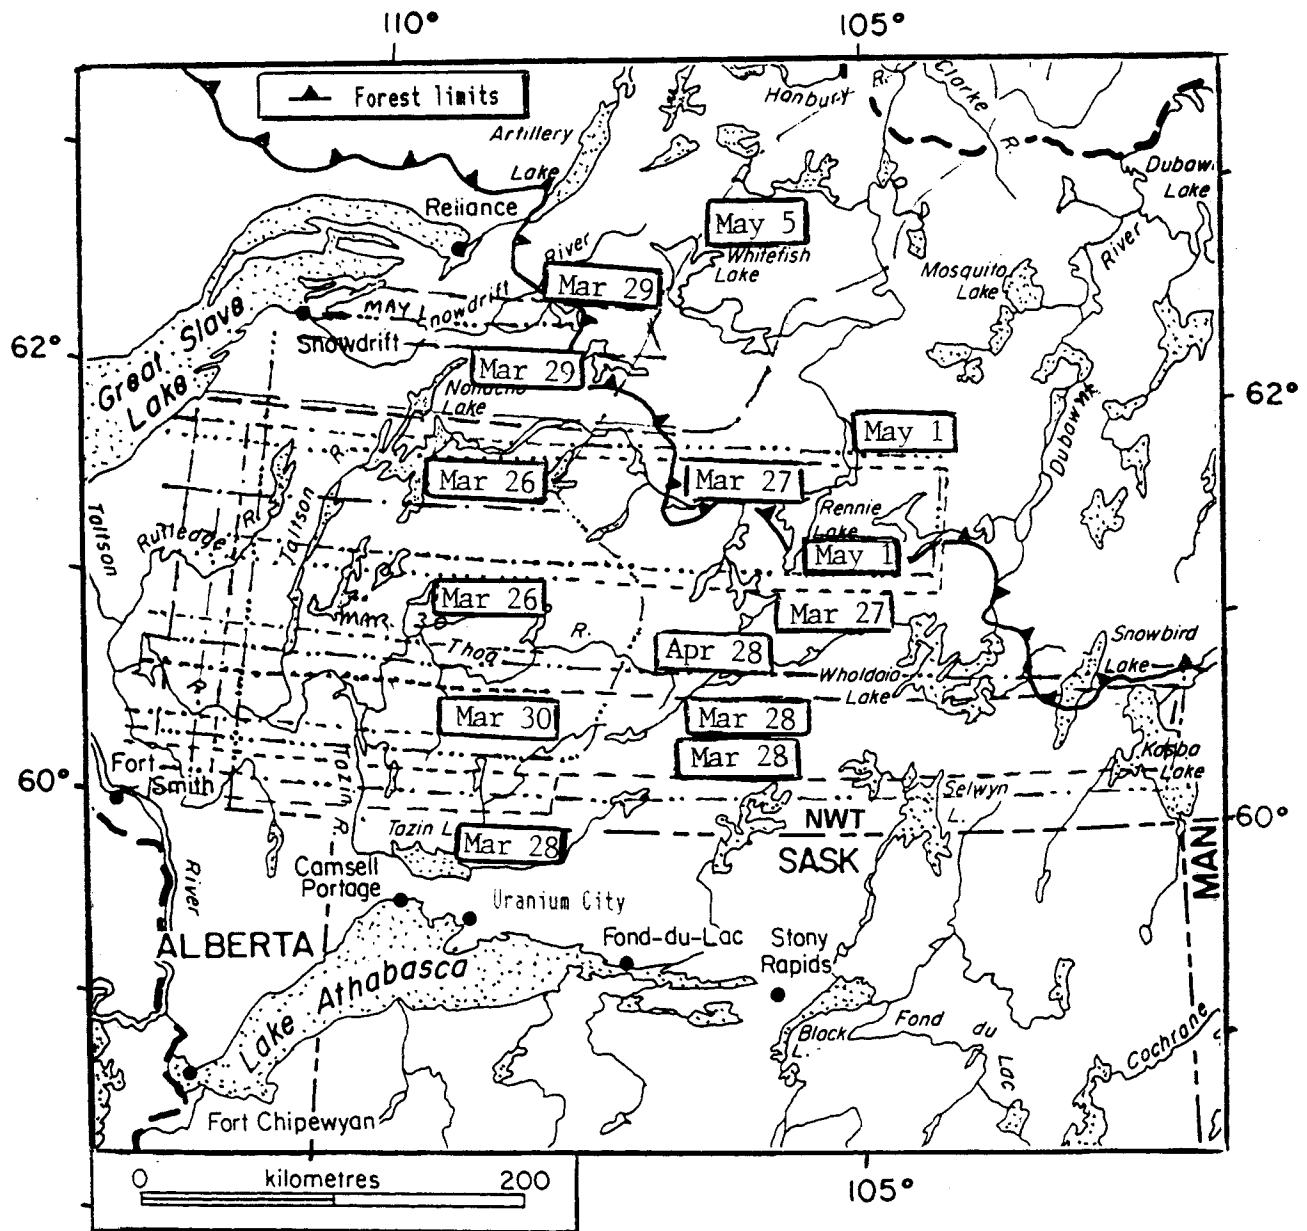 110°
105°
Forest limits
Hanbury
R.
Clarke
R.
Artillery
Lake
Dubaw
Lake
Reliance
May 5
River
Whitefish
Lake
River
Mosquito
Lake
Mar 29
MAY
Snowdrift
Great Slave
Lake
Snowdrift
62°
62°
Mar 29
Nonacho
Lake
May 1
Dubawnt
R.
Mar 26
Mar 27
Taltson
Taltson
Rutledge
R.
Rennie
Lake
May 1
Mar 26
MAR 30
Mar 27
Thoa
R.
Apr 28
Snowbird
Lake
Wholdaia
Lake
R.
Mar 30
Mar 28
Mar 28
Fort
Smith
Kasba
Lake
60°
Selwyn
L.
60°
Tazin
R.
NWT
SASK
MAN
Tazin L.
Mar 28
Camsell
Portage
River
Uranium City
ALBERTA
Fond-du-Lac
Stony
Rapids
Lake Athabasca
Black
L.
Fond du
Lac
Cochrane
Fort Chipewyan
0 kilometres 200
105°